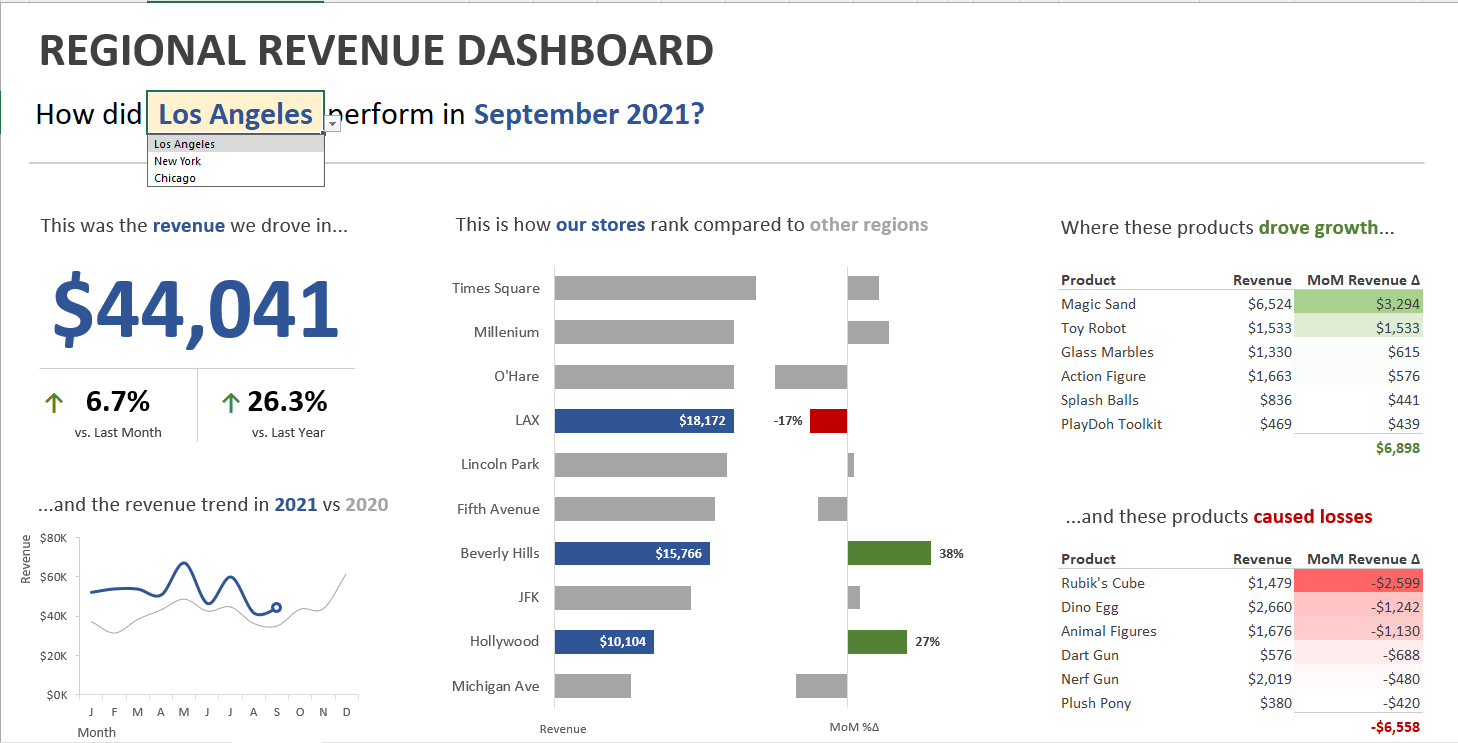 REGIONAL REVENUE DASHBOARD
How did Los Angeles perform in September 2021?
Los Angeles
New York
Chicago
This was the revenue we drove in...
$44,041
↑ 6.7% ↑ 26.3%
vs. Last Month vs. Last Year
...and the revenue trend in 2021 vs 2020
Revenue
$80K
$60K
$40K
$20K
$0K
J F M A M J J A S O N D
Month
This is how our stores rank compared to other regions
Times Square
Millenium
O'Hare
LAX $18,172 -17%
Lincoln Park
Fifth Avenue
Beverly Hills $15,766 38%
JFK
Hollywood $10,104 27%
Michigan Ave
Revenue MoM %Δ
Where these products drove growth...
Product Revenue MoM Revenue Δ
Magic Sand $6,524 $3,294
Toy Robot $1,533 $1,533
Glass Marbles $1,330 $615
Action Figure $1,663 $576
Splash Balls $836 $441
PlayDoh Toolkit $469 $439
$6,898
...and these products caused losses
Product Revenue MoM Revenue Δ
Rubik's Cube $1,479 -$2,599
Dino Egg $2,660 -$1,242
Animal Figures $1,676 -$1,130
Dart Gun $576 -$688
Nerf Gun $2,019 -$480
Plush Pony $380 -$420
-$6,558